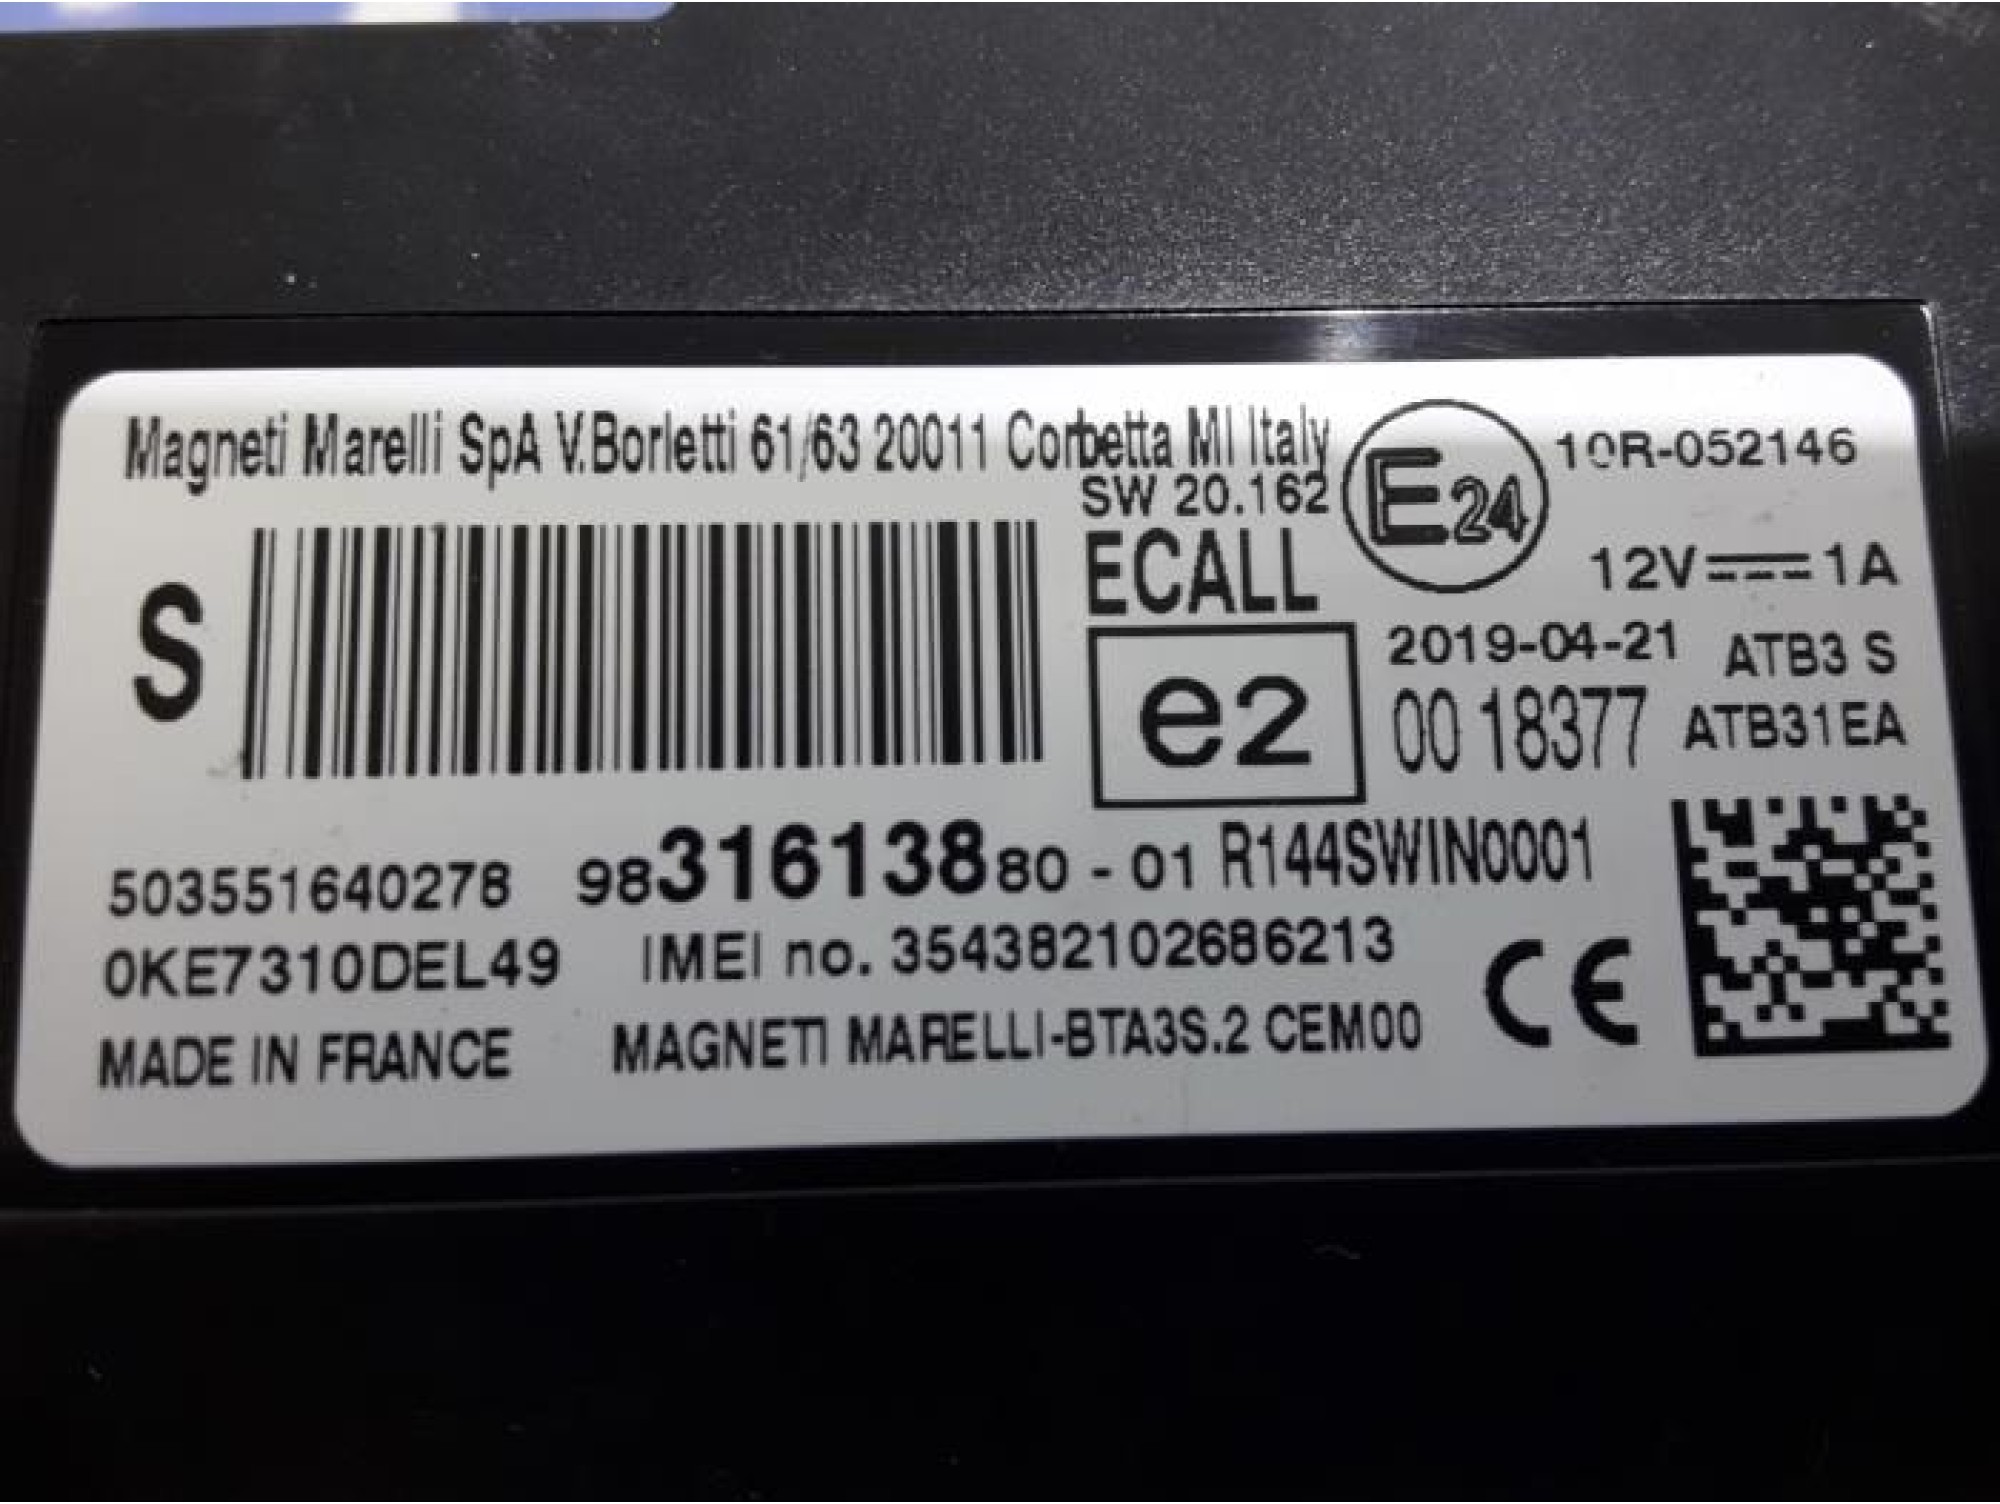 Magneti Marelli SpA V.Borletti 61/63 20011 Corbetta MI Italy
SW 20.162
E24
10R-052146
ECALL
12V 1A
S
e2
2019-04-21
ATB3 S
00 18377
ATB31EA
503551640278
983161388 80 - 01
R144SWIN0001
0KE7310DEL49
IMEI no. 354382102686213
CE
MADE IN FRANCE
MAGNETI MARELLI-BTA3S.2 CEM00